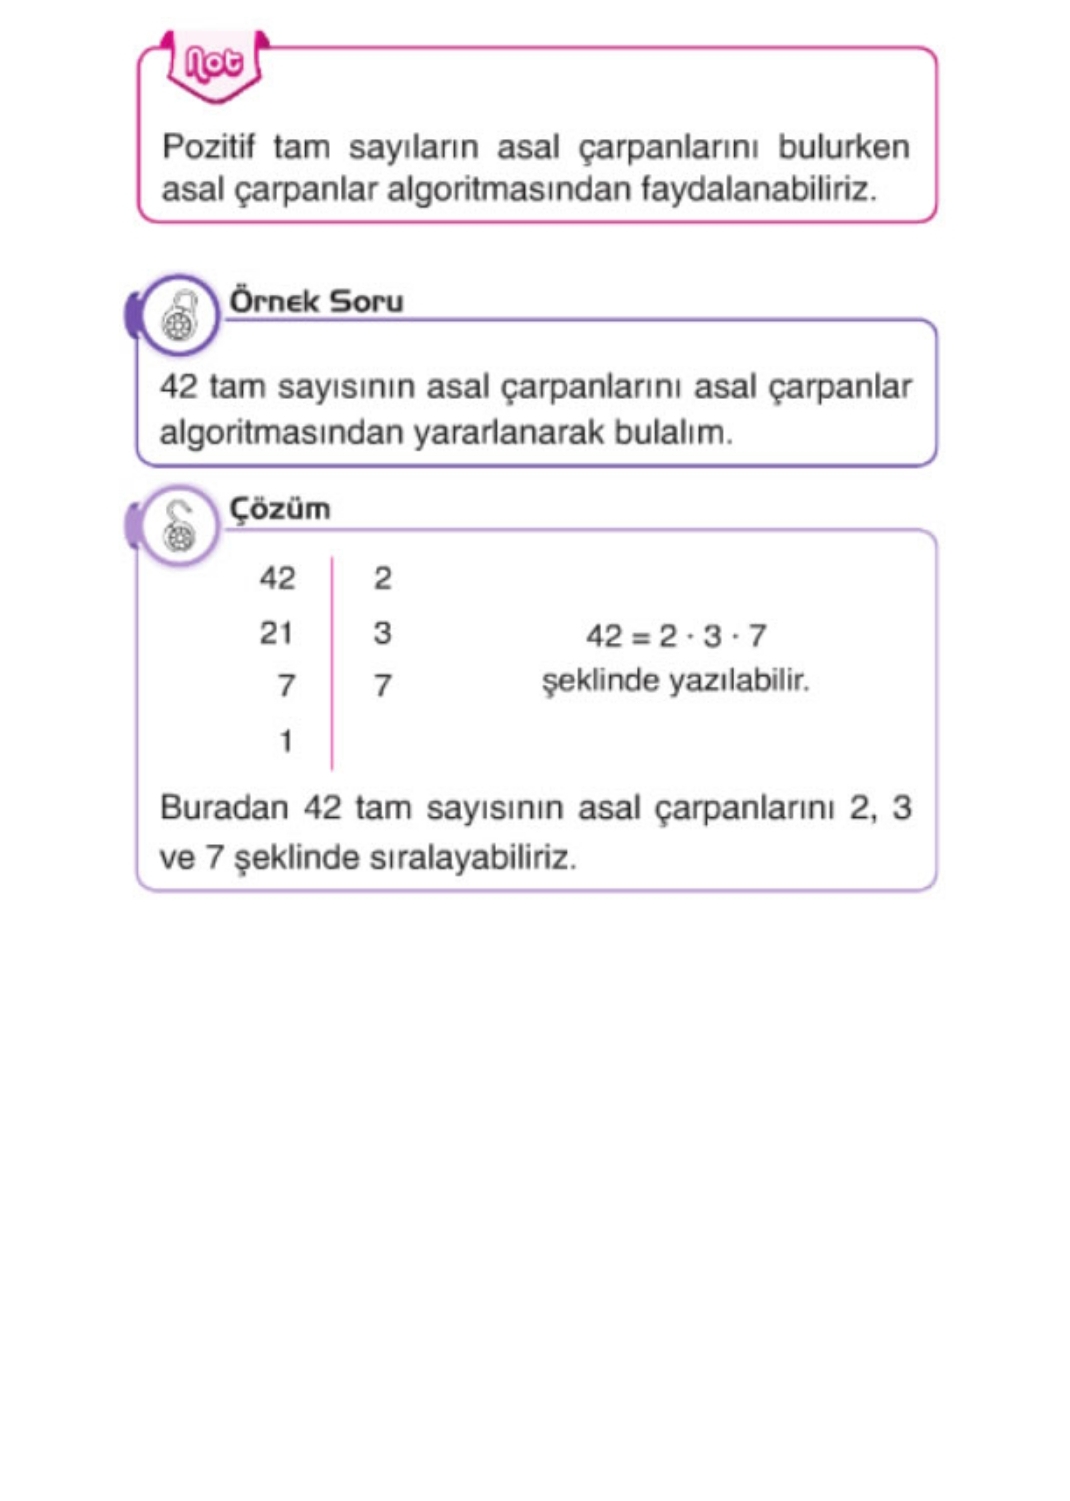 Not
Pozitif tam sayıların asal çarpanlarını bulurken
asal çarpanlar algoritmasından faydalanabiliriz.
Örnek Soru
42 tam sayısının asal çarpanlarını asal çarpanlar
algoritmasından yararlanarak bulalım.
Çözüm
42 2
21 3
7 7
1
42 = 2 · 3 · 7
şeklinde yazılabilir.
Buradan 42 tam sayısının asal çarpanlarını 2, 3
ve 7 şeklinde sıralayabiliriz.